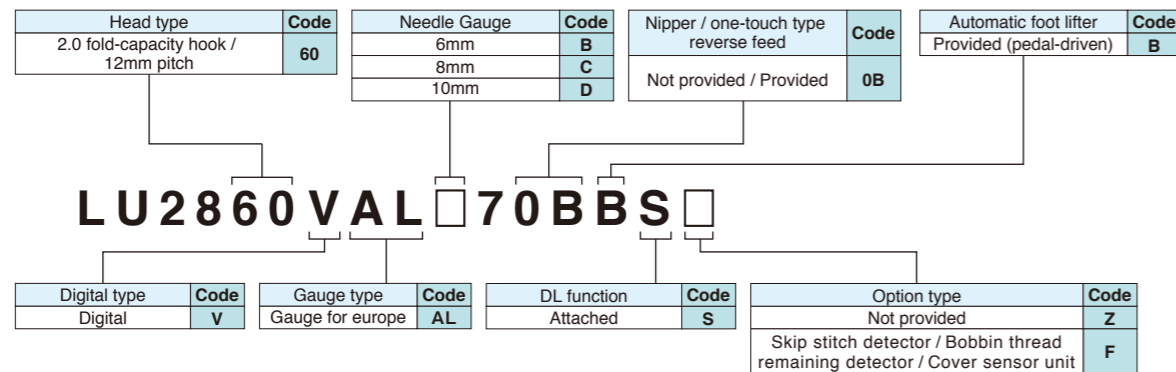 Head type Code
2.0 fold-capacity hook /
12mm pitch
60
Needle Gauge Code
6mm B
8mm C
10mm D
Nipper / one-touch type
reverse feed
Code
Not provided / Provided 0B
Automatic foot lifter Code
Provided (pedal-driven) B
LU2860VAL□70BBS□
Digital type Code
Digital V
Gauge type Code
Gauge for europe AL
DL function Code
Attached S
Option type Code
Not provided Z
Skip stitch detector / Bobbin thread
remaining detector / Cover sensor unit
F